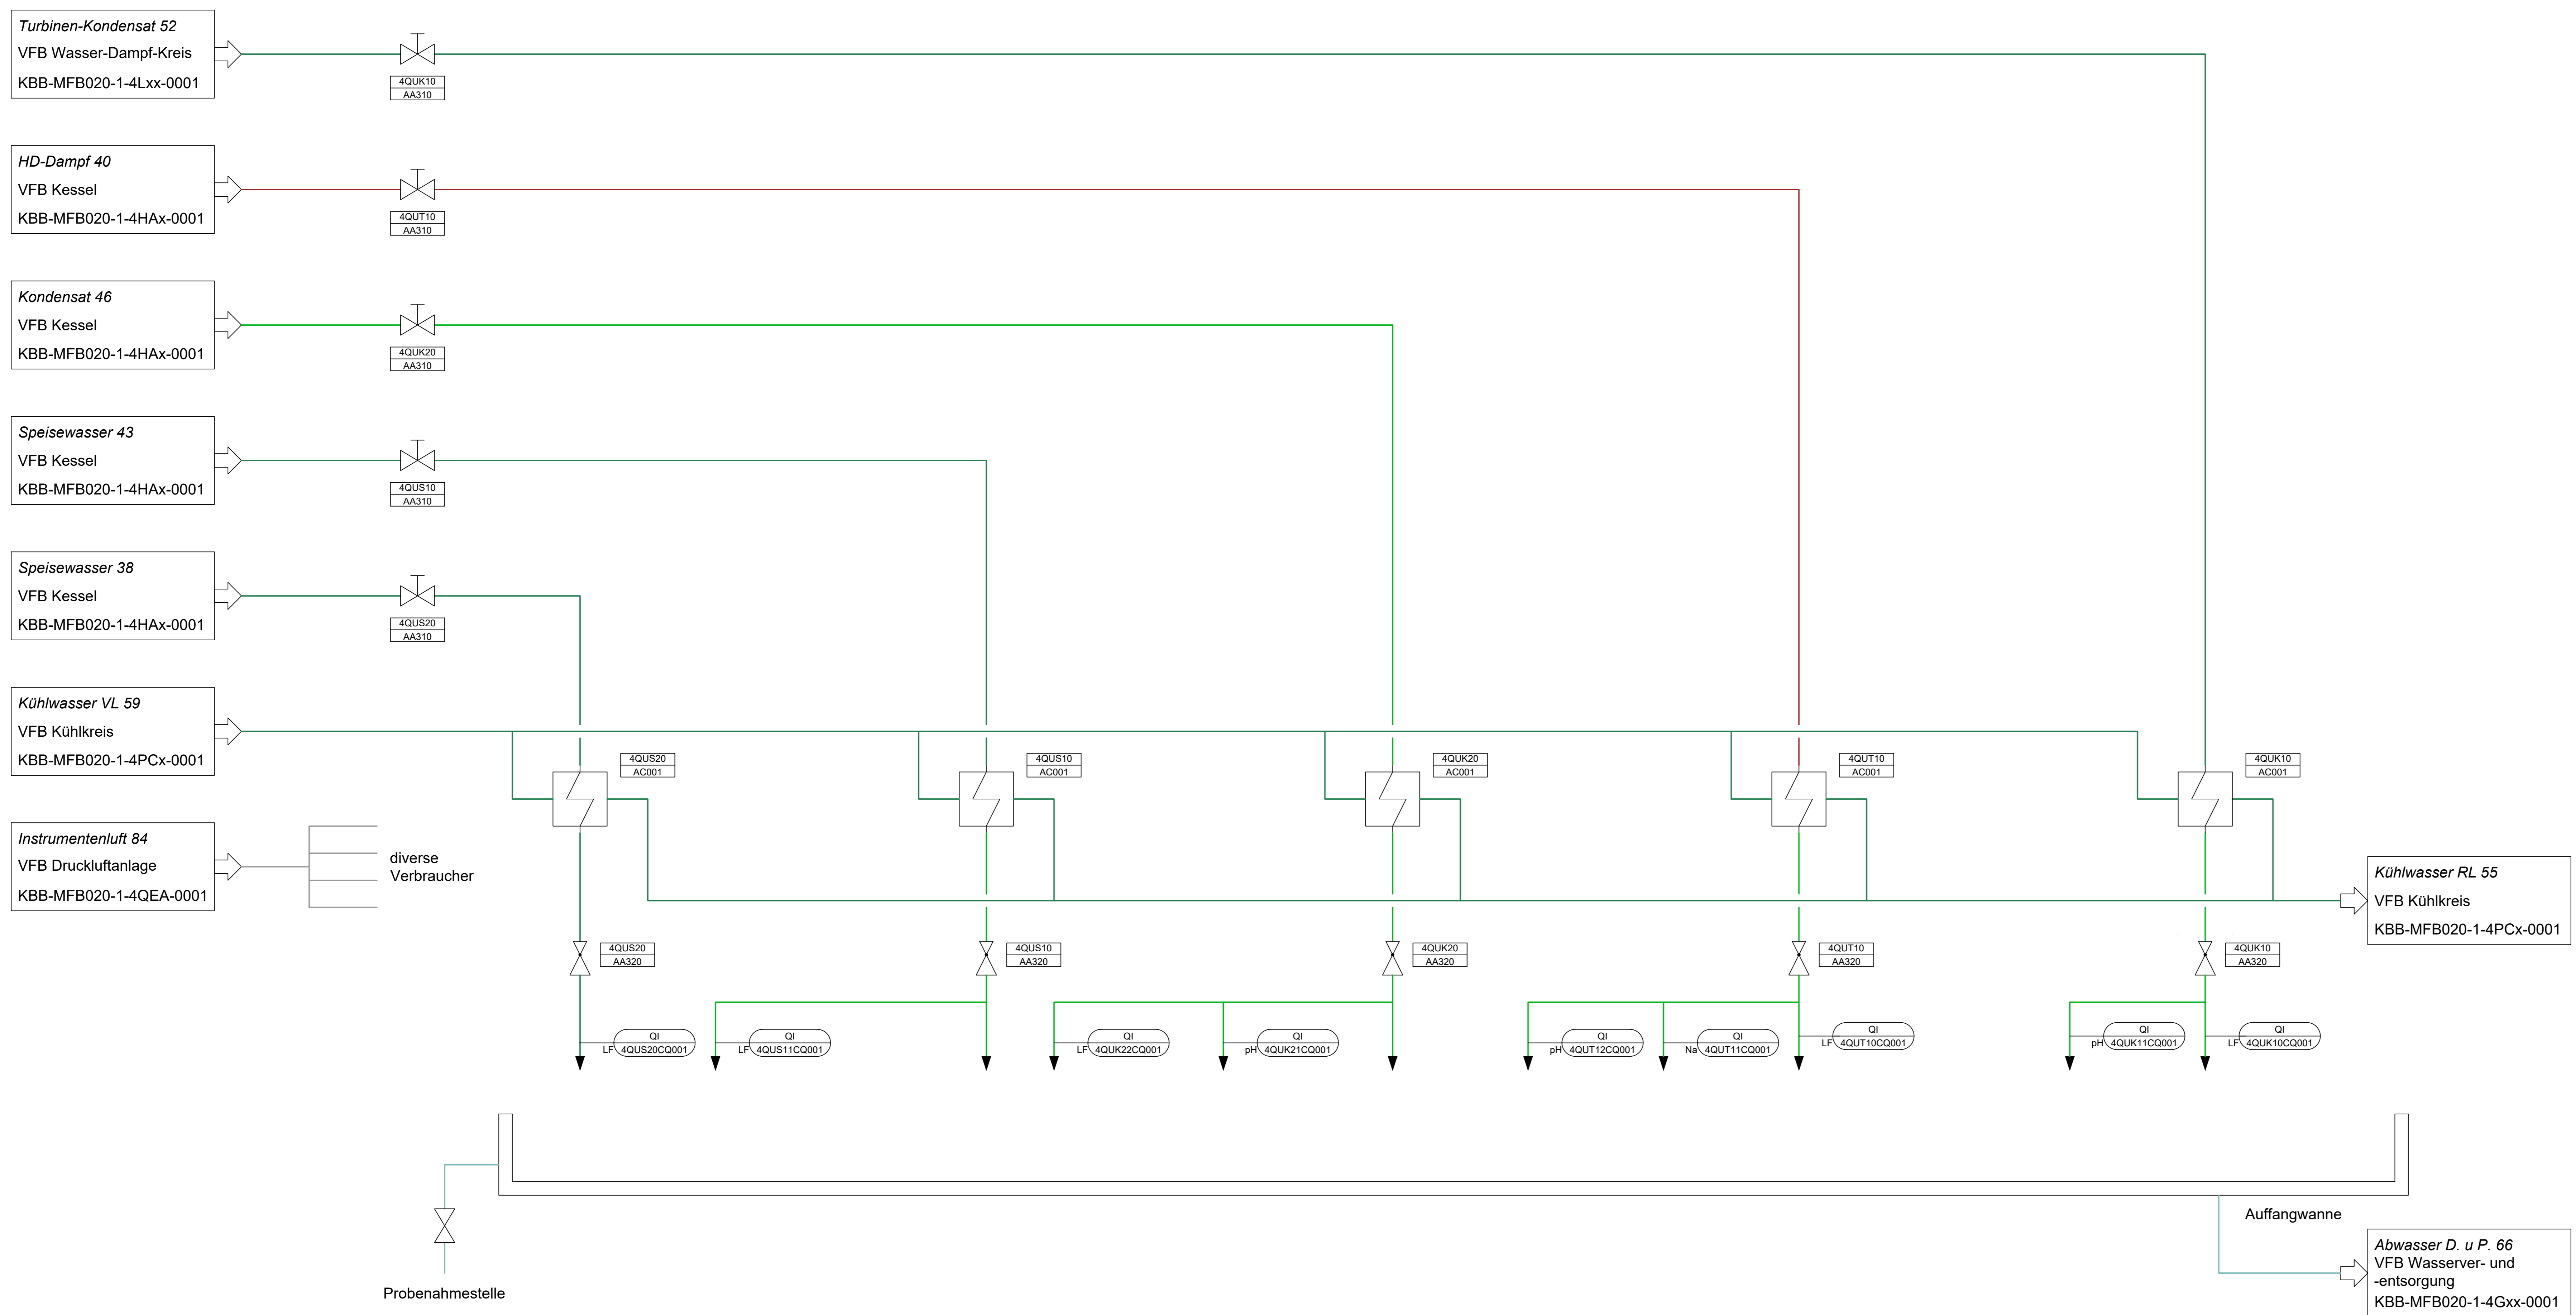 Turbinen-Kondensat 52
VFB Wasser-Dampf-Kreis
KBB-MFB020-1-4Lxx-0001
4QUK10
AA310
HD-Dampf 40
VFB Kessel
KBB-MFB020-1-4HAx-0001
4QUT10
AA310
Kondensat 46
VFB Kessel
KBB-MFB020-1-4HAx-0001
4QUK20
AA310
Speisewasser 43
VFB Kessel
KBB-MFB020-1-4HAx-0001
4QUS10
AA310
Speisewasser 38
VFB Kessel
KBB-MFB020-1-4HAx-0001
4QUS20
AA310
Kühlwasser VL 59
VFB Kühlkreis
KBB-MFB020-1-4PCx-0001
4QUS20
AC001
4QUS10
AC001
4QUK20
AC001
4QUT10
AC001
4QUK10
AC001
Instrumentenluft 84
VFB Druckluftanlage
KBB-MFB020-1-4QEA-0001
diverse
Verbraucher
Kühlwasser RL 55
VFB Kühlkreis
KBB-MFB020-1-4PCx-0001
4QUS20
AA320
4QUS10
AA320
4QUK20
AA320
4QUT10
AA320
4QUK10
AA320
QI
LF 4QUS20CQ001
QI
LF 4QUS11CQ001
QI
LF 4QUK22CQ001
QI
pH 4QUK21CQ001
QI
pH 4QUT12CQ001
QI
Na 4QUT11CQ001
QI
LF 4QUT10CQ001
QI
pH 4QUK11CQ001
QI
LF 4QUK10CQ001
Auffangwanne
Probenahmestelle
Abwasser D. u P. 66
VFB Wasserver- und
-entsorgung
KBB-MFB020-1-4Gxx-0001